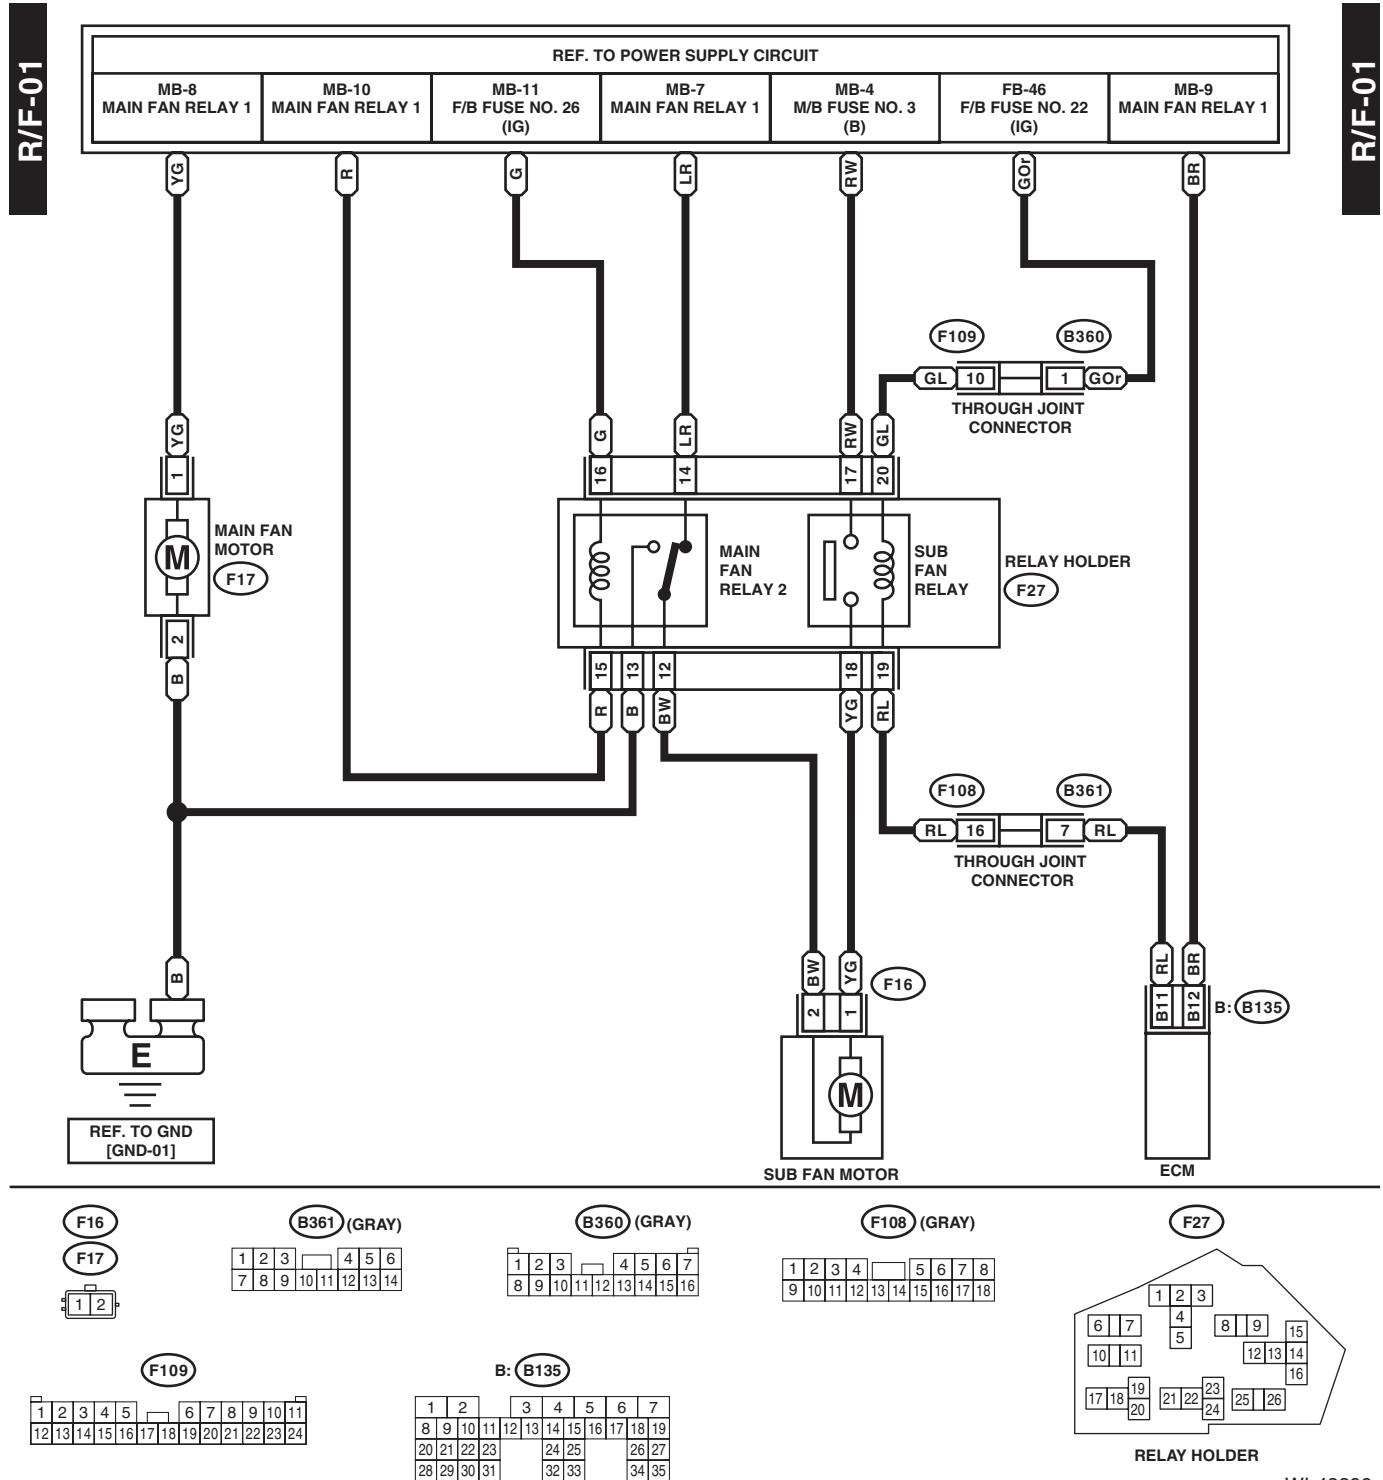 R/F-01
R/F-01
REF. TO POWER SUPPLY CIRCUIT
MB-8
MAIN FAN RELAY 1
MB-10
MAIN FAN RELAY 1
MB-11
F/B FUSE NO. 26
(IG)
MB-7
MAIN FAN RELAY 1
MB-4
M/B FUSE NO. 3
(B)
FB-46
F/B FUSE NO. 22
(IG)
MB-9
MAIN FAN RELAY 1
YG
R
G
LR
RW
GOr
BR
F109
B360
GL 10 1 GOr
THROUGH JOINT
CONNECTOR
YG
G
LR
RW
GL
1
16
14
17
20
MAIN FAN
MOTOR
F17
M
MAIN
FAN
RELAY 2
SUB
FAN
RELAY
RELAY HOLDER
F27
2
B
15
13
12
18
19
R
B
BW
YG
RL
F108
B361
RL 16 7 RL
THROUGH JOINT
CONNECTOR
B
BW
YG
F16
RL
BR
2
1
B11
B12
B: B135
E
M
REF. TO GND
[GND-01]
SUB FAN MOTOR
ECM
F16
F17
1 2
B361 (GRAY)
1 2 3 4 5 6
7 8 9 10 11 12 13 14
B360 (GRAY)
1 2 3 4 5 6 7
8 9 10 11 12 13 14 15 16
F108 (GRAY)
1 2 3 4 5 6 7 8
9 10 11 12 13 14 15 16 17 18
F27
1 2 3
4
5
6 7
8 9
15
10 11
12 13 14
16
17 18 19
20
21 22 23
24
25 26
RELAY HOLDER
F109
1 2 3 4 5 6 7 8 9 10 11
12 13 14 15 16 17 18 19 20 21 22 23 24
B: B135
1 2 3 4 5 6 7
8 9 10 11 12 13 14 15 16 17 18 19
20 21 22 23 24 25 26 27
28 29 30 31 32 33 34 35